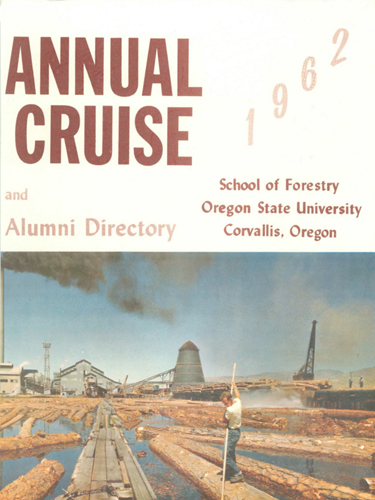 ANNUAL
CRUISE
1962
and
Alumni Directory
School of Forestry
Oregon State University
Corvallis, Oregon